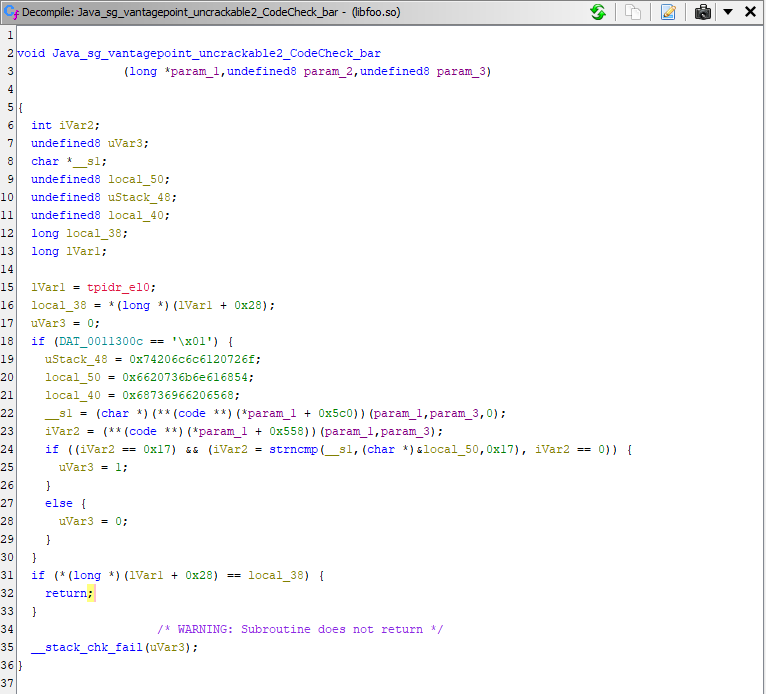 Decompile: Java_sg_vantagepoint_uncrackable2_CodeCheck_bar - (libfoo.so)
1
2 void Java_sg_vantagepoint_uncrackable2_CodeCheck_bar
3 (long *param_1,undefined8 param_2,undefined8 param_3)
4
5 {
6 int iVar2;
7 undefined8 uVar3;
8 char *__s1;
9 undefined8 local_50;
10 undefined8 uStack_48;
11 undefined8 local_40;
12 long local_38;
13 long lVar1;
14
15 lVar1 = tpidr_el0;
16 local_38 = *(long *)(lVar1 + 0x28);
17 uVar3 = 0;
18 if (DAT_0011300c == '\x01') {
19 uStack_48 = 0x74206c6c6120726f;
20 local_50 = 0x6620736b6e616854;
21 local_40 = 0x68736966206568;
22 __s1 = (char *)(**(code **)(*param_1 + 0x5c0))(param_1,param_3,0);
23 iVar2 = (**(code **)(*param_1 + 0x558))(param_1,param_3);
24 if ((iVar2 == 0x17) && (iVar2 = strncmp(__s1,(char *)&local_50,0x17), iVar2 == 0)) {
25 uVar3 = 1;
26 }
27 else {
28 uVar3 = 0;
29 }
30 }
31 if (*(long *)(lVar1 + 0x28) == local_38) {
32 return;
33 }
34 /* WARNING: Subroutine does not return */
35 __stack_chk_fail(uVar3);
36 }
37